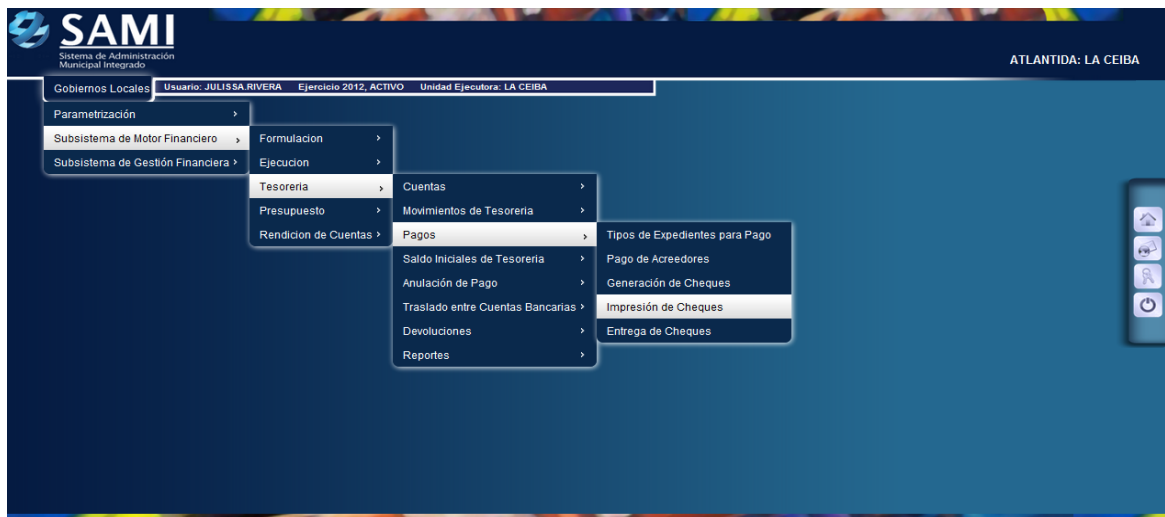 SAMI
Sistema de Administración
Municipal Integrado
ATLANTIDA: LA CEIBA
Gobiernos Locales
Usuario: JULISSA.RIVERA Ejercicio 2012, ACTIVO Unidad Ejecutora: LA CEIBA
Parametrización
Subsistema de Motor Financiero
Subsistema de Gestión Financiera
Formulacion
Ejecucion
Tesoreria
Presupuesto
Rendicion de Cuentas
Cuentas
Movimientos de Tesoreria
Pagos
Saldo Iniciales de Tesoreria
Anulación de Pago
Traslado entre Cuentas Bancarias
Devoluciones
Reportes
Tipos de Expedientes para Pago
Pago de Acreedores
Generación de Cheques
Impresión de Cheques
Entrega de Cheques